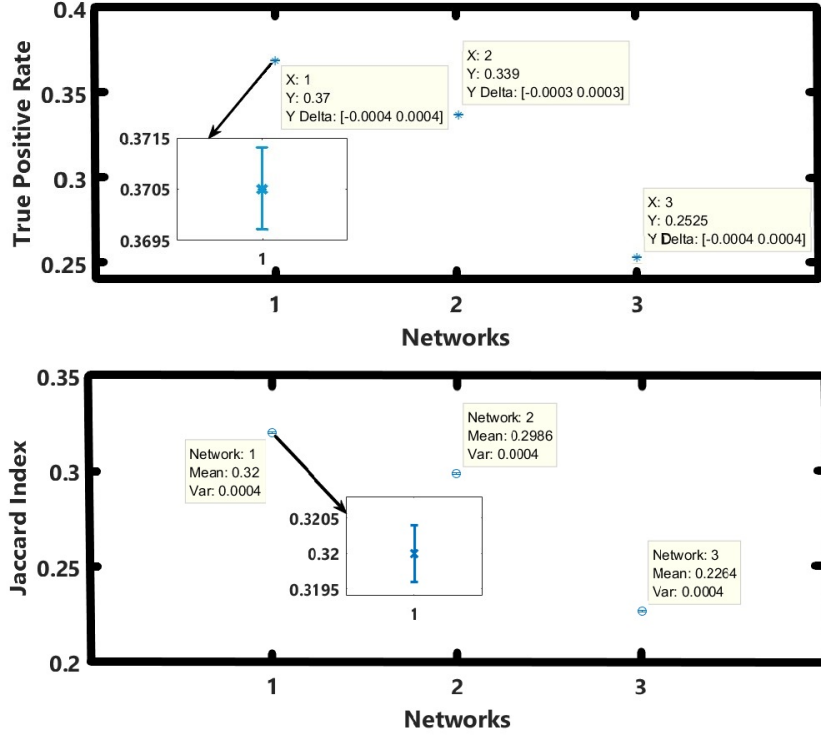 0.4
0.35
0.3
0.25
True Positive Rate
X: 1
Y: 0.37
Y Delta: [-0.0004 0.0004]
X: 2
Y: 0.339
Y Delta: [-0.0003 0.0003]
X: 3
Y: 0.2525
Y Delta: [-0.0004 0.0004]
0.3715
0.3705
0.3695
1
1 2 3
Networks
0.35
0.3
0.25
0.2
Jaccard Index
Network: 1
Mean: 0.32
Var: 0.0004
Network: 2
Mean: 0.2986
Var: 0.0004
Network: 3
Mean: 0.2264
Var: 0.0004
0.3205
0.32
0.3195
1
1 2 3
Networks